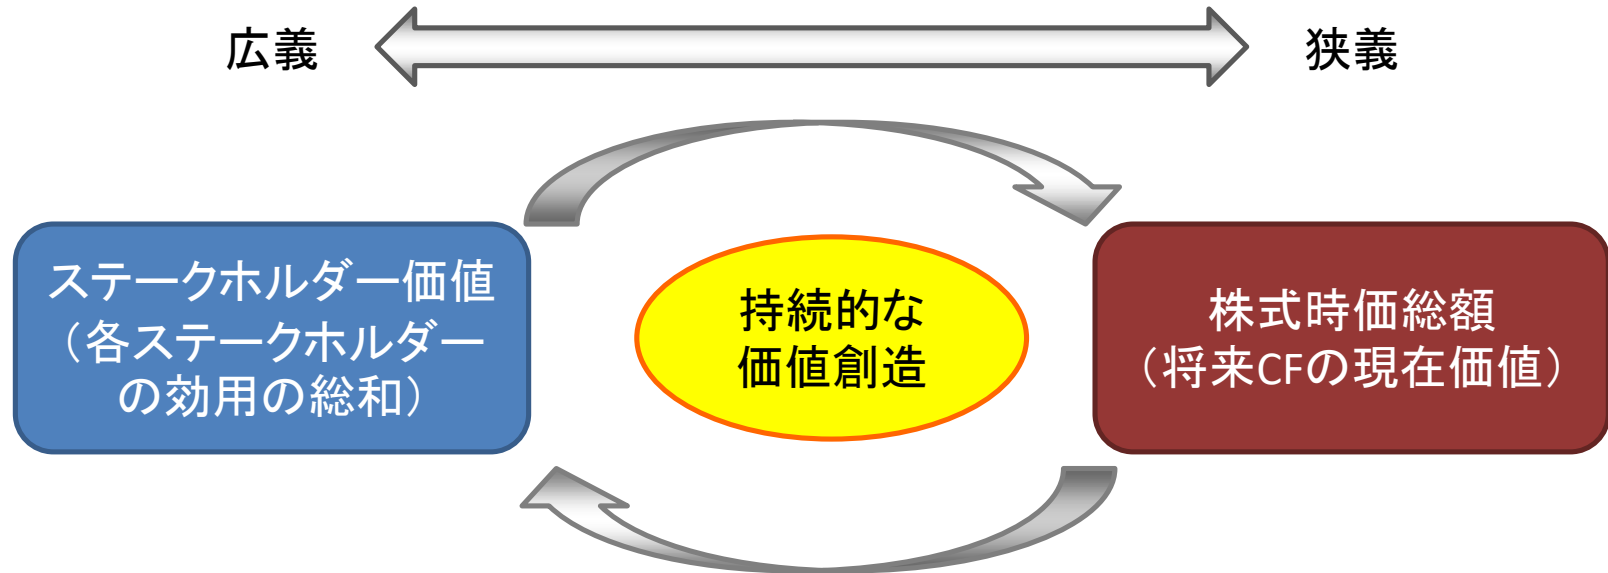 広義
狭義
ステークホルダー価値
（各ステークホルダー
の効用の総和）
持続的な
価値創造
株式時価総額
（将来CFの現在価値）